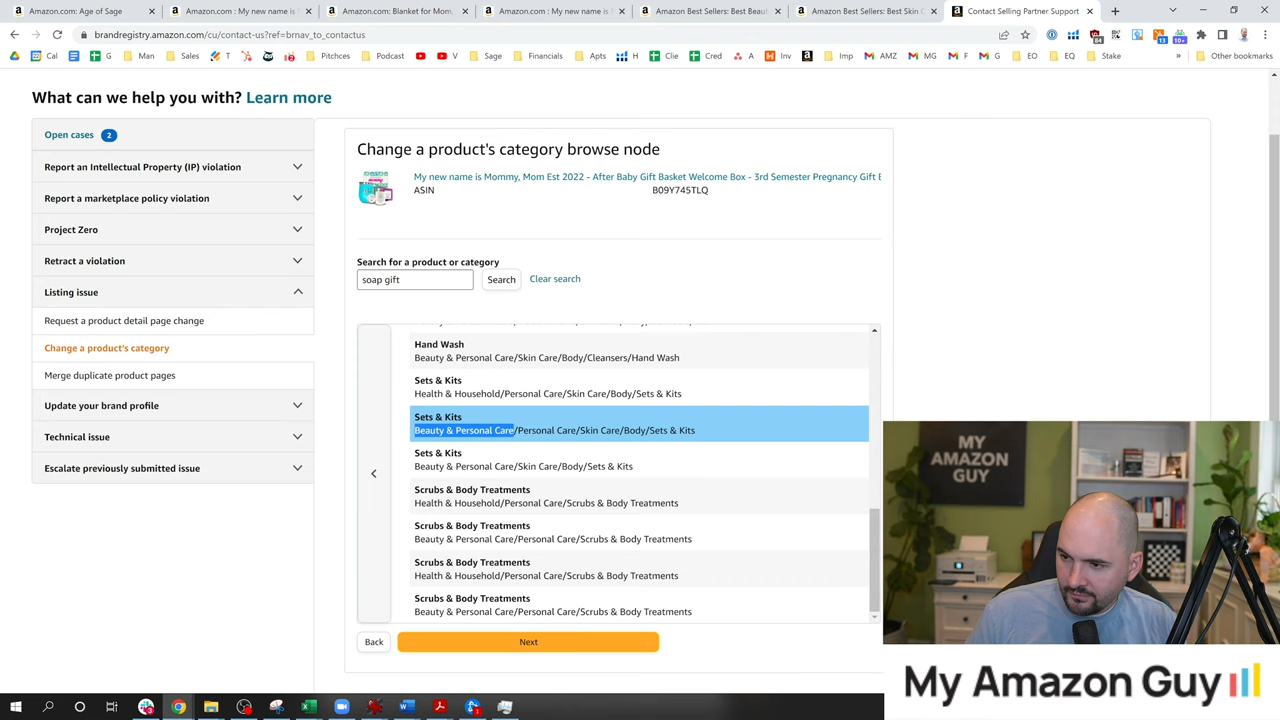 Amazon.com: Age of Sage
Amazon.com : My new name is
Amazon.com: Blanket for Mom,
Amazon.com : My new name is
Amazon Best Sellers: Best Beau
Amazon Best Sellers: Best Skin C
Contact Selling Partner Support
brandregistry.amazon.com/cu/contact-us?ref=brnav_to_contactus
Cal
G
Man
Sales
Pitchces
Podcast
V
Sage
Financials
Apts
H
Clie
Cred
A
Inv
Imp
AMZ
MG
F
G
EO
EQ
Stake
»
Other bookmarks
What can we help you with? Learn more
Open cases 2
Report an Intellectual Property (IP) violation
Report a marketplace policy violation
Project Zero
Retract a violation
Listing issue
Request a product detail page change
Change a product's category
Merge duplicate product pages
Update your brand profile
Technical issue
Escalate previously submitted issue
Change a product's category browse node
My new name is Mommy, Mom Est 2022 - After Baby Gift Basket Welcome Box - 3rd Semester Pregnancy Gift B
ASIN B09Y745TLQ
Search for a product or category
soap gift Search Clear search
Hand Wash
Beauty & Personal Care/Skin Care/Body/Cleansers/Hand Wash
Sets & Kits
Health & Household/Personal Care/Skin Care/Body/Sets & Kits
Sets & Kits
Beauty & Personal Care/Personal Care/Skin Care/Body/Sets & Kits
Sets & Kits
Beauty & Personal Care/Skin Care/Body/Sets & Kits
Scrubs & Body Treatments
Health & Household/Personal Care/Scrubs & Body Treatments
Scrubs & Body Treatments
Beauty & Personal Care/Personal Care/Scrubs & Body Treatments
Scrubs & Body Treatments
Health & Household/Personal Care/Scrubs & Body Treatments
Scrubs & Body Treatments
Beauty & Personal Care/Personal Care/Scrubs & Body Treatments
Back Next
MY
AMAZON
GUY
My Amazon Guy